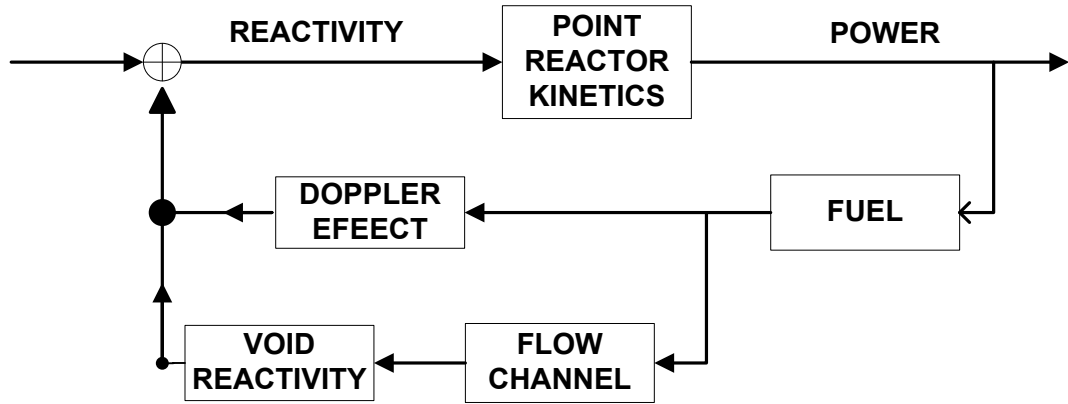 REACTIVITY
POINT
REACTOR
KINETICS
POWER
DOPPLER
EFEECT
FUEL
VOID
REACTIVITY
FLOW
CHANNEL